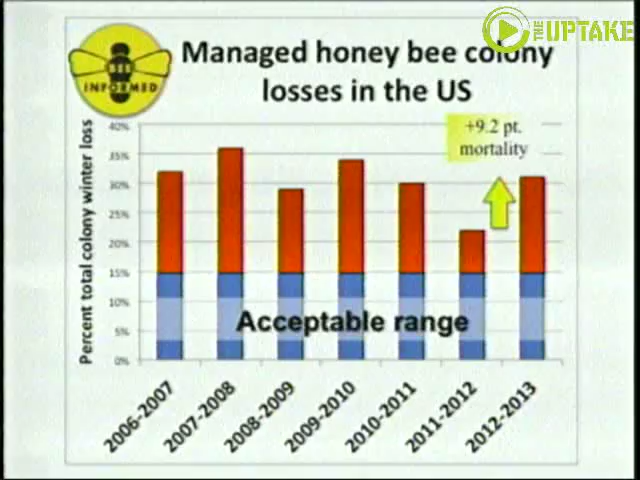 THE UPTAKE
Managed honey bee colony
losses in the US
BEE
INFORMED
+9.2 pt.
mortality
Percent total colony winter loss
40%
35%
30%
25%
20%
15%
10%
5%
0%
Acceptable range
2006-2007
2007-2008
2008-2009
2009-2010
2010-2011
2011-2012
2012-2013